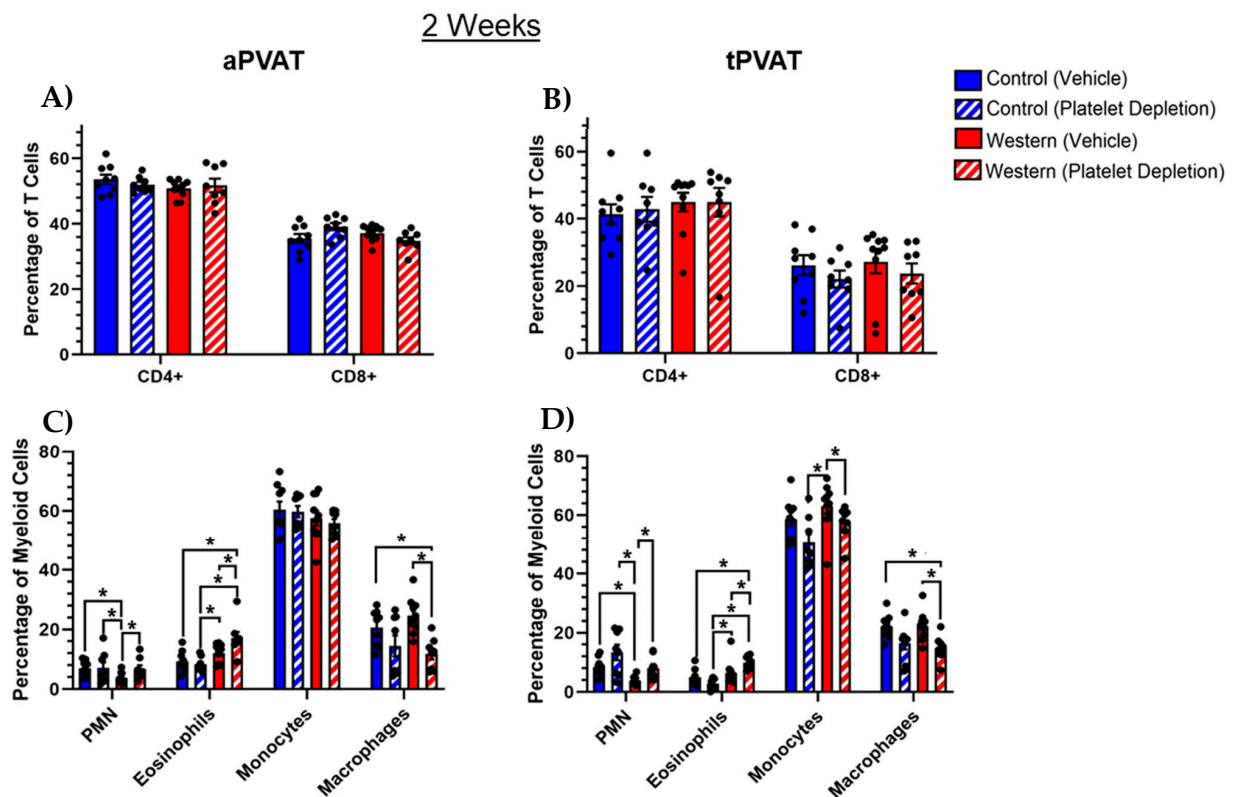 2 Weeks
aPVAT
tPVAT
Control (Vehicle)
Control (Platelet Depletion)
Western (Vehicle)
Western (Platelet Depletion)
A)
Percentage of T Cells
60
40
20
0
CD4+
CD8+
B)
Percentage of T Cells
60
40
20
0
CD4+
CD8+
C)
Percentage of Myeloid Cells
80
60
40
20
0
* * *
* * * *
* *
PMN
Eosinophils
Monocytes
Macrophages
D)
Percentage of Myeloid Cells
80
60
40
20
0
* * *
* * * *
* *
* *
PMN
Eosinophils
Monocytes
Macrophages